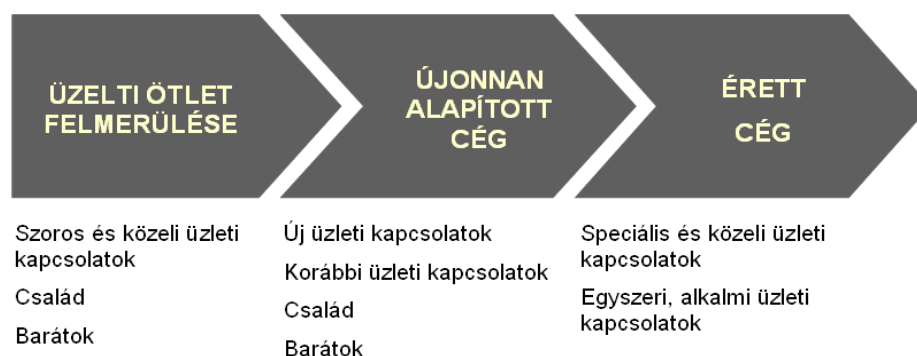 ÜZELTI ÖTLET
FELMERÜLÉSE
ÚJONNAN
ALAPÍTOTT
CÉG
ÉRETT
CÉG
Szoros és közeli üzleti
kapcsolatok
Család
Barátok
Új üzleti kapcsolatok
Korábbi üzleti kapcsolatok
Család
Barátok
Speciális és közeli üzleti
kapcsolatok
Egyszeri, alkalmi üzleti
kapcsolatok